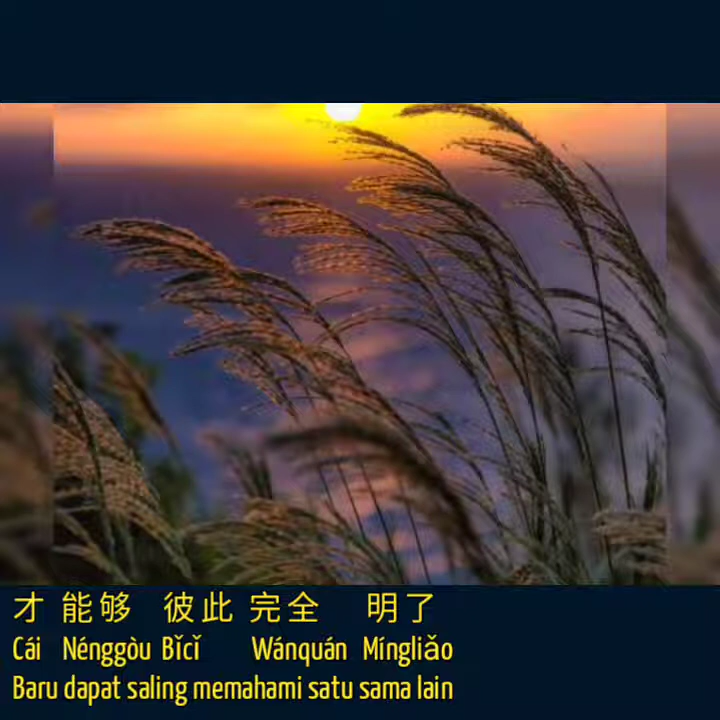 才 能够 彼此 完全 明了
Cái Nénggòu Bǐcǐ Wánquán Míngliǎo
Baru dapat saling memahami satu sama lain